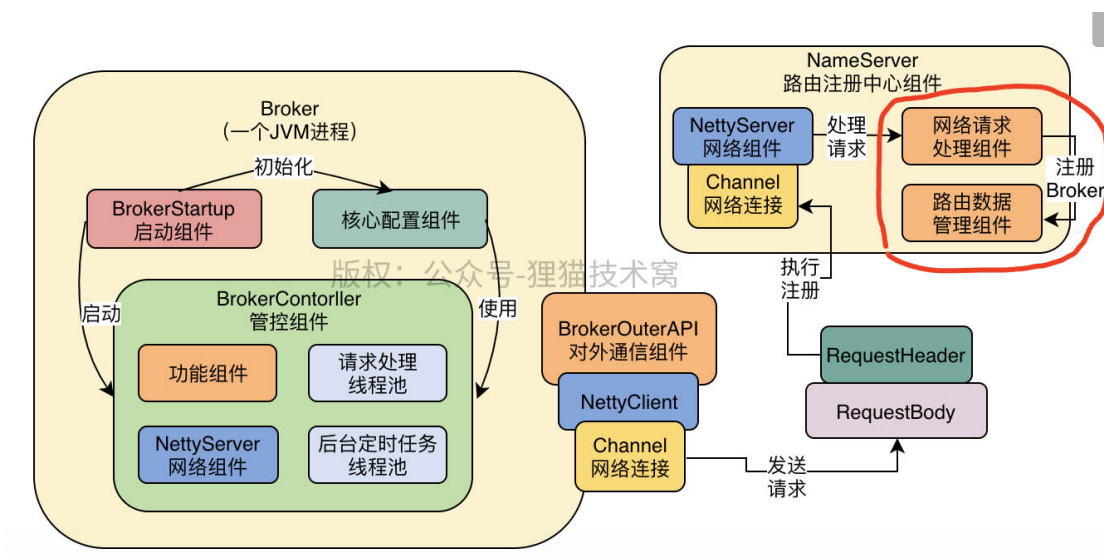 Broker
（一个JVM进程）
初始化
BrokerStartup
启动组件
核心配置组件
启动
使用
BrokerContorller
管控组件
功能组件
请求处理
线程池
NettyServer
网络组件
后台定时任务
线程池
版权：公众号-狸猫技术窝
BrokerOuterAPI
对外通信组件
NettyClient
Channel
网络连接
发送
请求
RequestHeader
RequestBody
执行
注册
NameServer
路由注册中心组件
NettyServer
网络组件
Channel
网络连接
处理
请求
网络请求
处理组件
注册
Broker
路由数据
管理组件